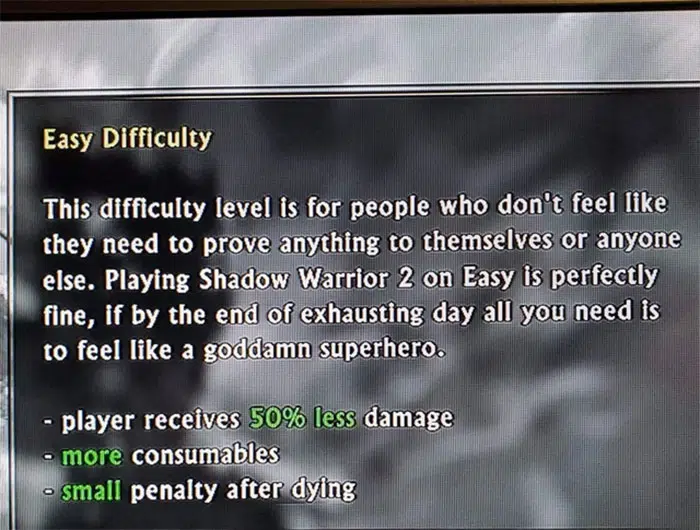 Easy Difficulty
This difficulty level is for people who don't feel like
they need to prove anything to themselves or anyone
else. Playing Shadow Warrior 2 on Easy is perfectly
fine, if by the end of exhausting day all you need is
to feel like a goddamn superhero.
- player receives 50% less damage
- more consumables
- small penalty after dying